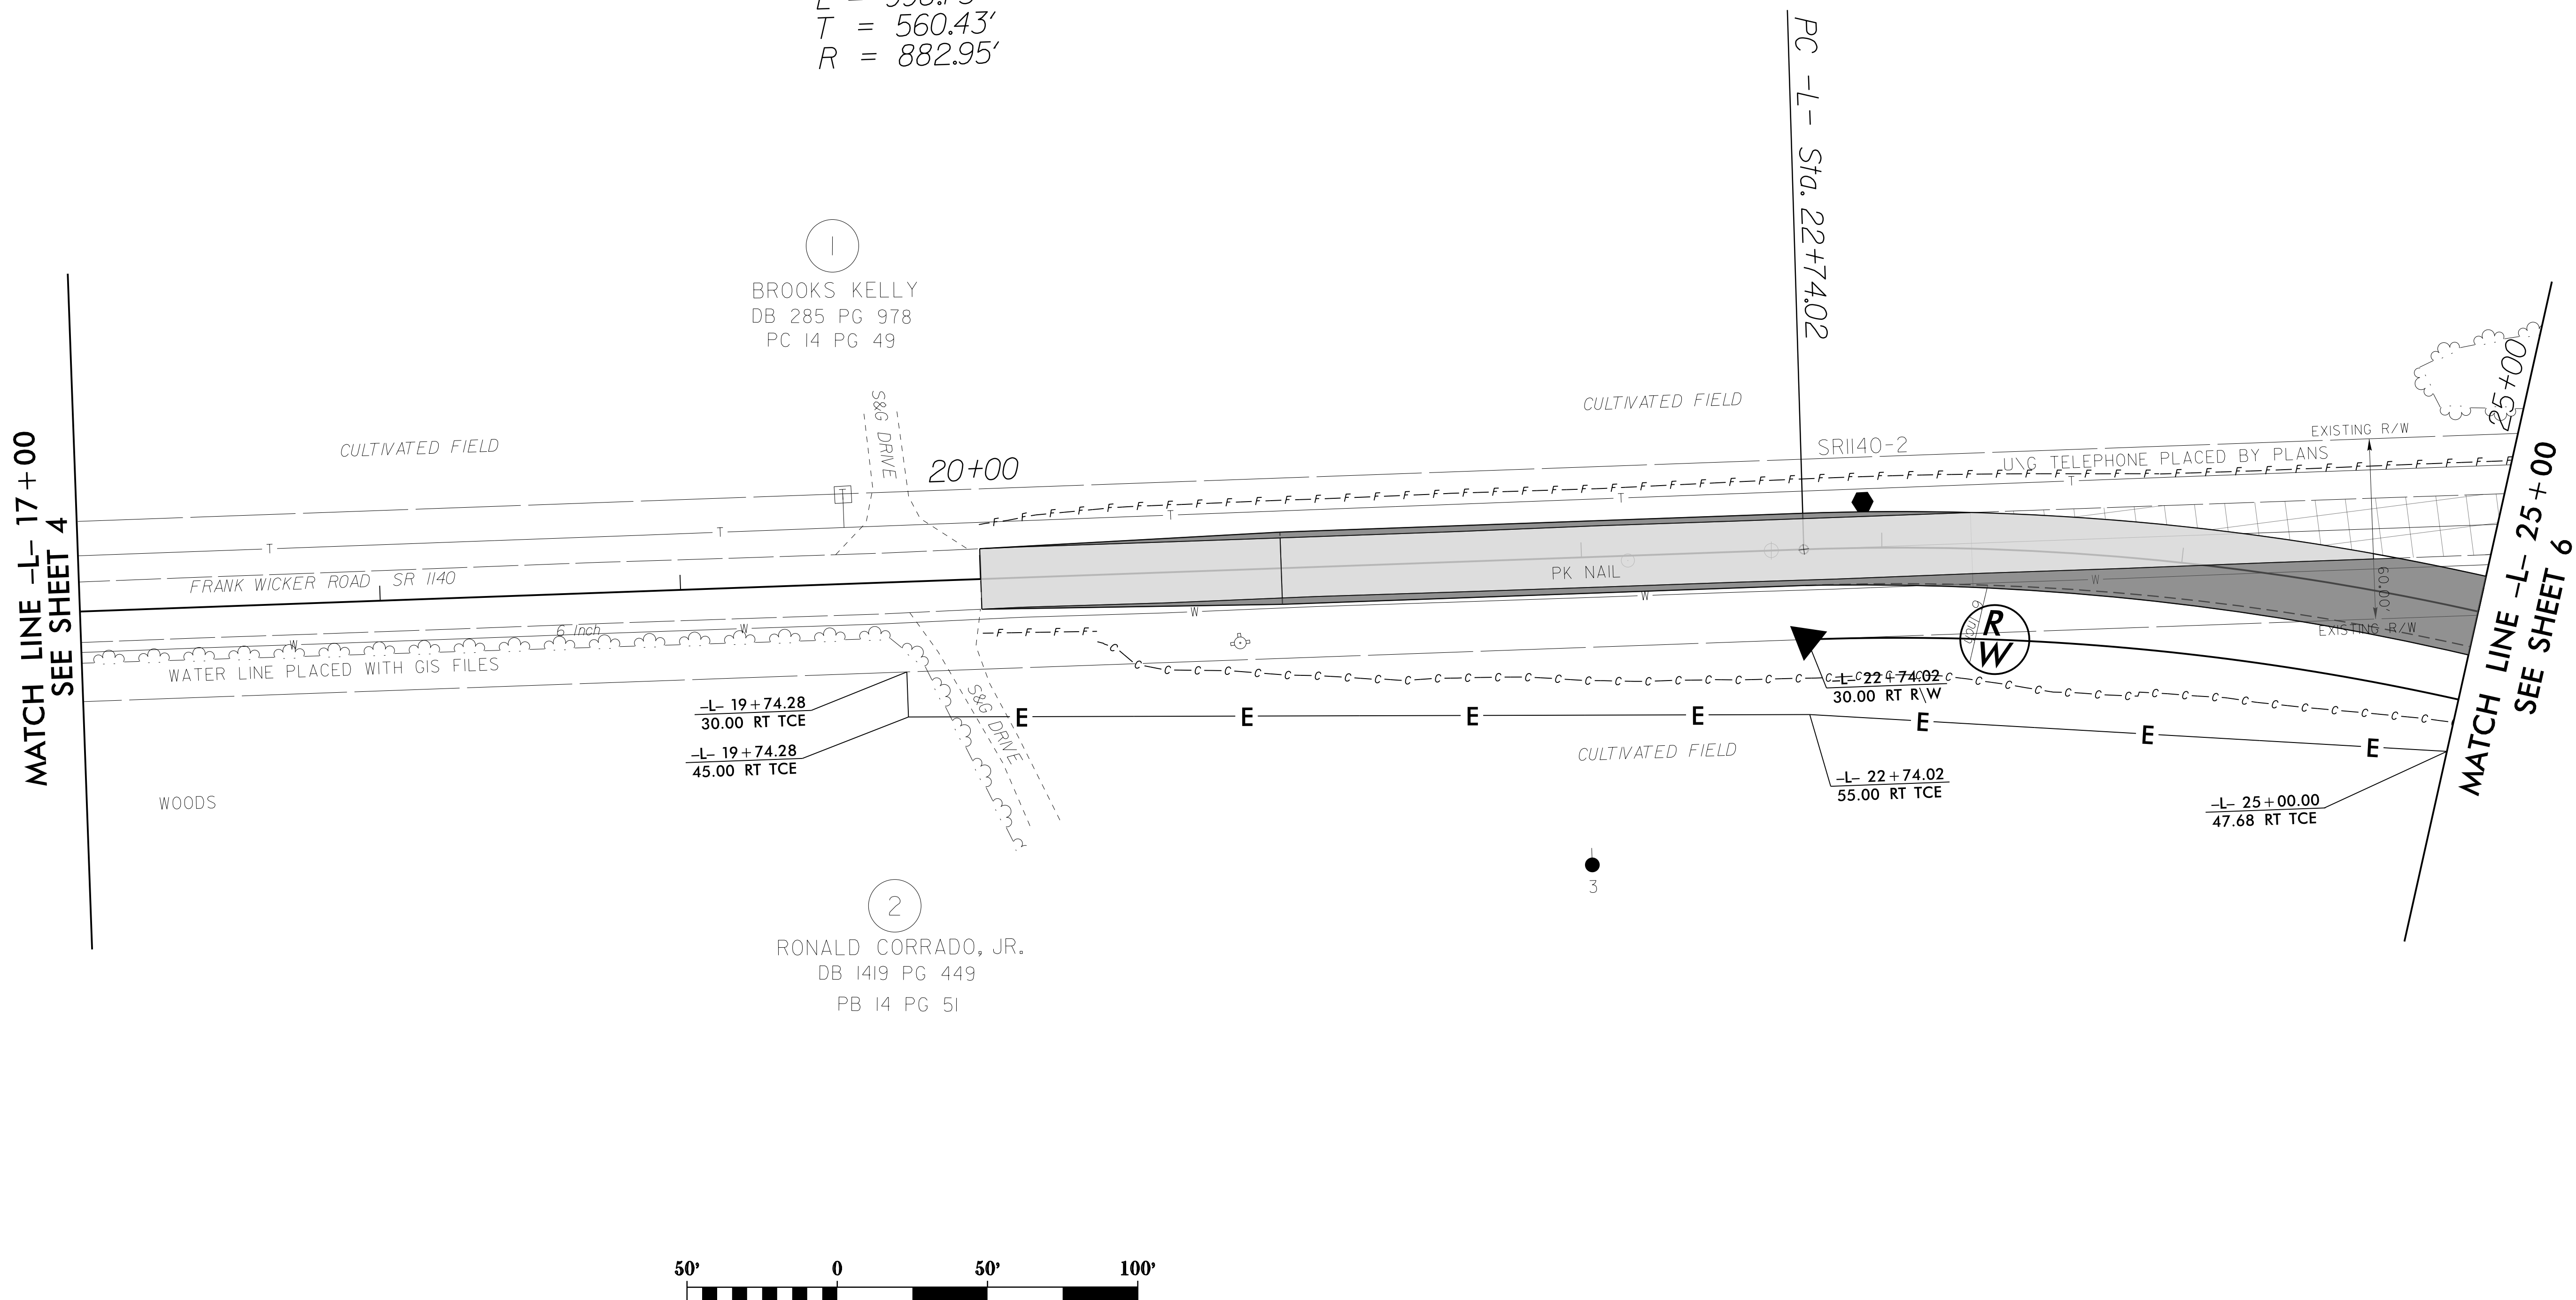 T = 560.43'
R = 882.95'
PC -L- Sta. 22+74.02
1
BROOKS KELLY
DB 285 PG 978
PC 14 PG 49
MATCH LINE -L- 17+00
SEE SHEET 4
CULTIVATED FIELD
S&G DRIVE
20+00
CULTIVATED FIELD
SR1140-2
EXISTING R/W
U\G TELEPHONE PLACED BY PLANS
25+00
MATCH LINE -L- 25+00
SEE SHEET 6
T
T
T
T
T
T
FRANK WICKER ROAD SR 1140
PK NAIL
60.00'
EXISTING R/W
6 Inch
W
W
W
W
W
6 Inch
R
W
WATER LINE PLACED WITH GIS FILES
S&G DRIVE
-L- 19+74.28
30.00 RT TCE
-L- 19+74.28
45.00 RT TCE
-L- 22+74.02
30.00 RT R\W
E E E E E E E
CULTIVATED FIELD
-L- 22+74.02
55.00 RT TCE
-L- 25+00.00
47.68 RT TCE
WOODS
3
2
RONALD CORRADO, JR.
DB 1419 PG 449
PB 14 PG 51
50' 0 50' 100'